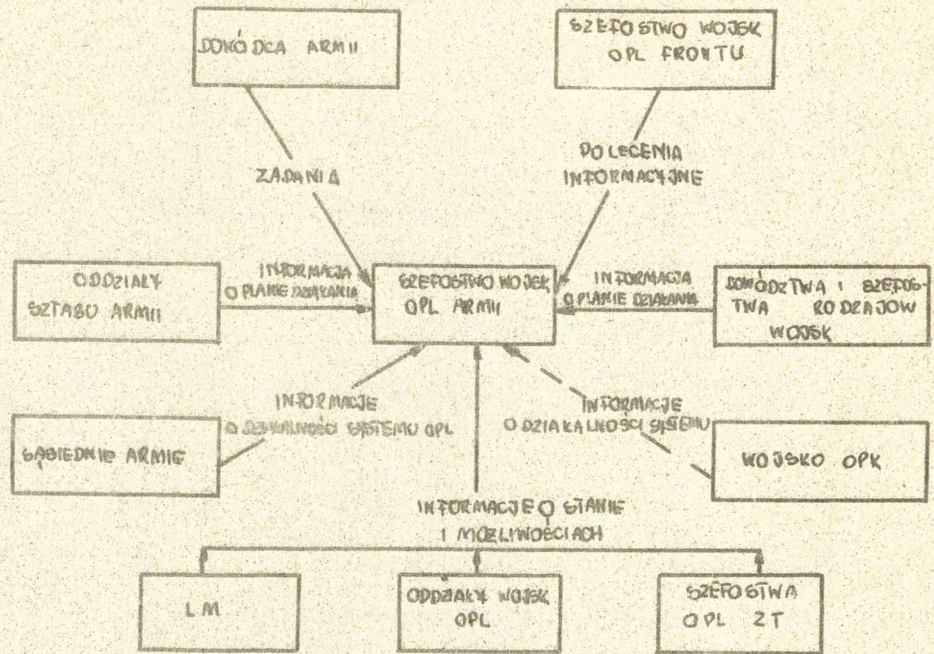 DOWÓDCA ARMII
SZEFOSTWO WOJSK
OPL FRONTU
ZADANIA
POLECENIA
INFORMACYJNE
ODDZIAŁY
SZTABU ARMII
INFORMACJA
O PLANIE DZIAŁANIA
SZEFOSTWO WOJSK
OPL ARMII
INFORMACJA
O PLANIE DZIAŁANIA
DOWÓDZTWA I SZEFOS-
TWA RODZAJÓW
WOJSK
SĄSIEDNIE ARMIE
INFORMACJE
O DZIAŁALNOŚCI SYSTEMU OPL
INFORMACJE
O DZIAŁALNOŚCI SYSTEMU
WOJSKO OPK
INFORMACJE O STANIE
I MOŻLIWOŚCIACH
LM
ODDZIAŁY WOJSK
OPL
SZEFOSTWA
OPL ZT